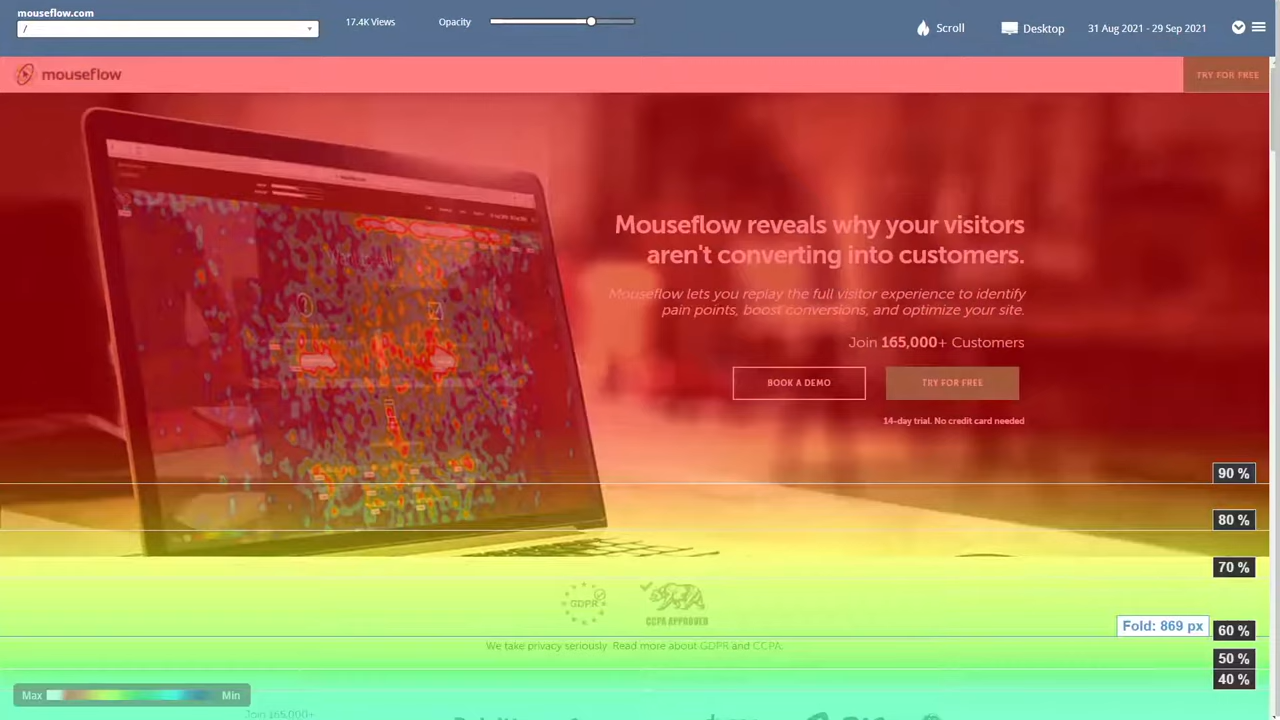 mouseflow.com
/
17.4K Views
Opacity
Scroll
Desktop
31 Aug 2021 - 29 Sep 2021
mouseflow
TRY FOR FREE
Mouseflow reveals why your visitors
aren't converting into customers.
Mouseflow lets you replay the full visitor experience to identify
pain points, boost conversions, and optimize your site.
Join 165,000+ Customers
BOOK A DEMO
TRY FOR FREE
14-day trial. No credit card needed
90 %
80 %
70 %
GDPR
CCPA APPROVED
Fold: 869 px
60 %
We take privacy seriously. Read more about GDPR and CCPA.
50 %
40 %
Max
Min
Join 165,000+